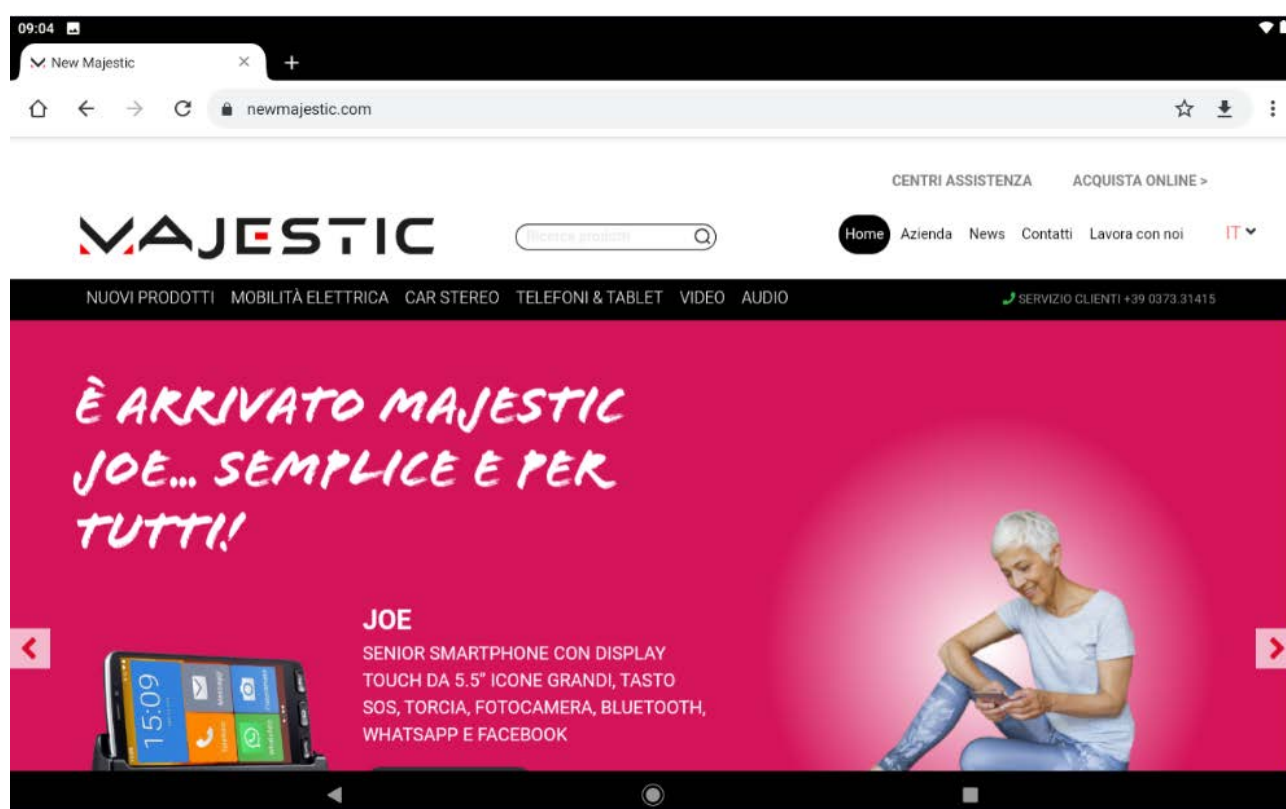 09:04
New Majestic
newmajestic.com
CENTRI ASSISTENZA ACQUISTA ONLINE >
MAJESTIC
Ricerca prodotti
Home Azienda News Contatti Lavora con noi IT
NUOVI PRODOTTI MOBILITÀ ELETTRICA CAR STEREO TELEFONI & TABLET VIDEO AUDIO
SERVIZIO CLIENTI +39 0373.31415
È ARRIVATO MAJESTIC
JOE... SEMPLICE E PER
TUTTI!
JOE
SENIOR SMARTPHONE CON DISPLAY
TOUCH DA 5.5" ICONE GRANDI, TASTO
SOS, TORCIA, FOTOCAMERA, BLUETOOTH,
WHATSAPP E FACEBOOK
15:09